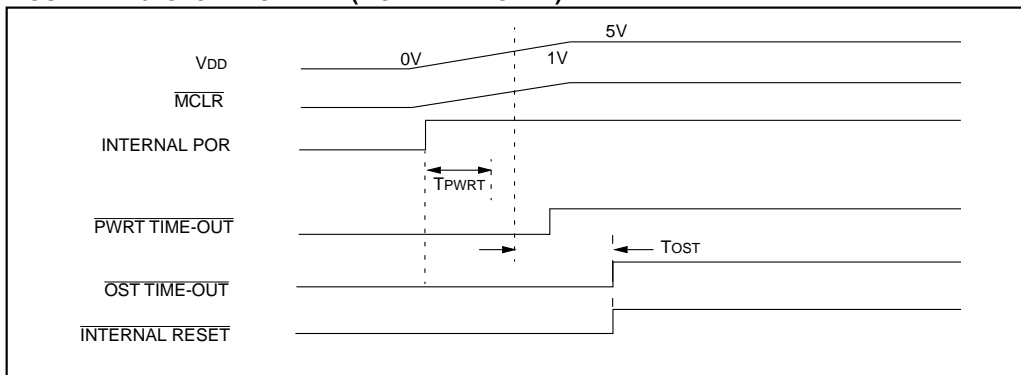 5V
VDD 0V 1V
MCLR
INTERNAL POR
TPWRT
PWRT TIME-OUT
TOST
OST TIME-OUT
INTERNAL RESET